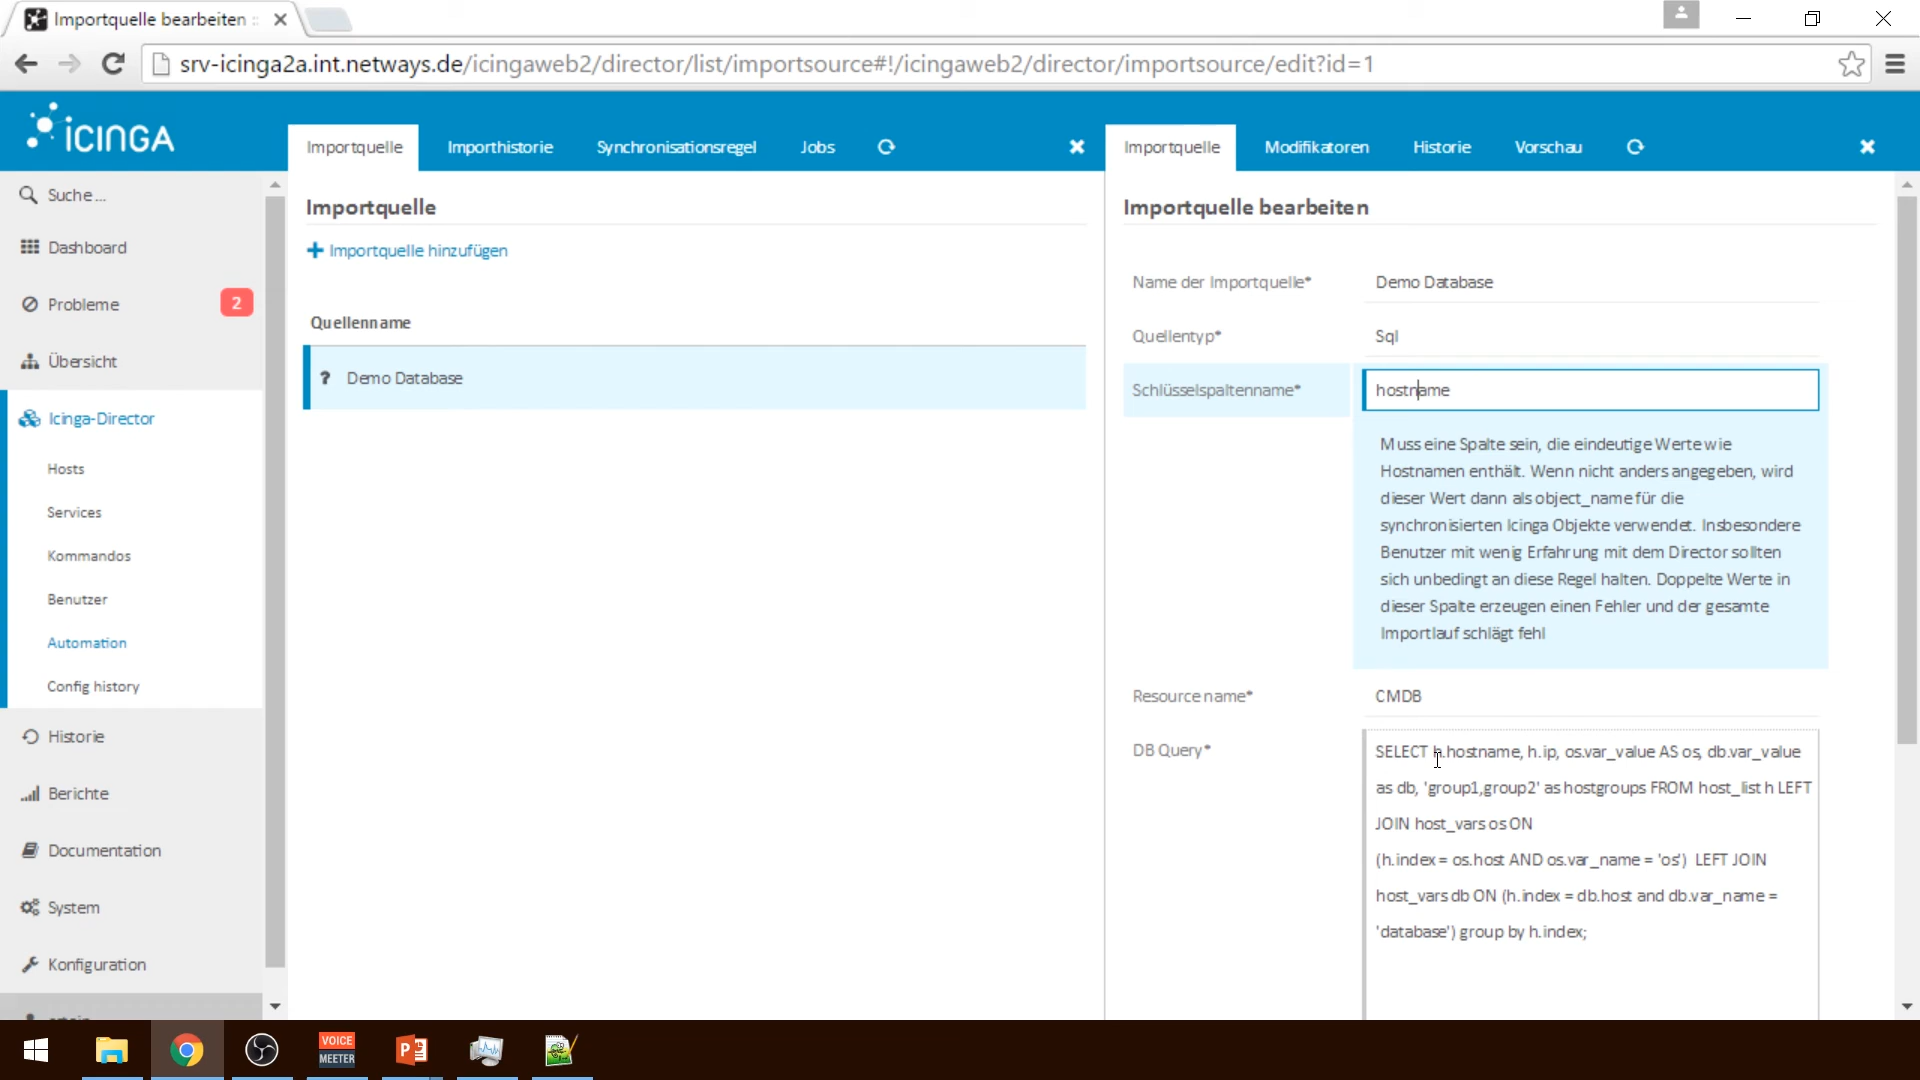 Importquelle bearbeiten ::
srv-icinga2a.int.netways.de/icingaweb2/director/list/importsource#!/icingaweb2/director/importsource/edit?id=1
ICINGA
Importquelle
Importhistorie
Synchronisationsregel
Jobs
Importquelle
Modifikatoren
Historie
Vorschau
Suche ...
Dashboard
Probleme
2
Übersicht
Icinga-Director
Hosts
Services
Kommandos
Benutzer
Automation
Config history
Historie
Berichte
Documentation
System
Konfiguration
Importquelle
Importquelle hinzufügen
Quellenname
? Demo Database
Importquelle bearbeiten
Name der Importquelle*
Demo Database
Quellentyp*
Sql
Schlüsselspaltenname*
hostname
Muss eine Spalte sein, die eindeutige Werte wie
Hostnamen enthält. Wenn nicht anders angegeben, wird
dieser Wert dann als object_name für die
synchronisierten Icinga Objekte verwendet. Insbesondere
Benutzer mit wenig Erfahrung mit dem Director sollten
sich unbedingt an diese Regel halten. Doppelte Werte in
dieser Spalte erzeugen einen Fehler und der gesamte
Importlauf schlägt fehl
Resource name*
CMDB
DB Query*
SELECT h.hostname, h.ip, os.var_value AS os, db.var_value
as db, 'group1,group2' as hostgroups FROM host_list h LEFT
JOIN host_vars os ON
(h.index = os.host AND os.var_name = 'os') LEFT JOIN
host_vars db ON (h.index = db.host and db.var_name =
'database') group by h.index;
VOICE
MEETER